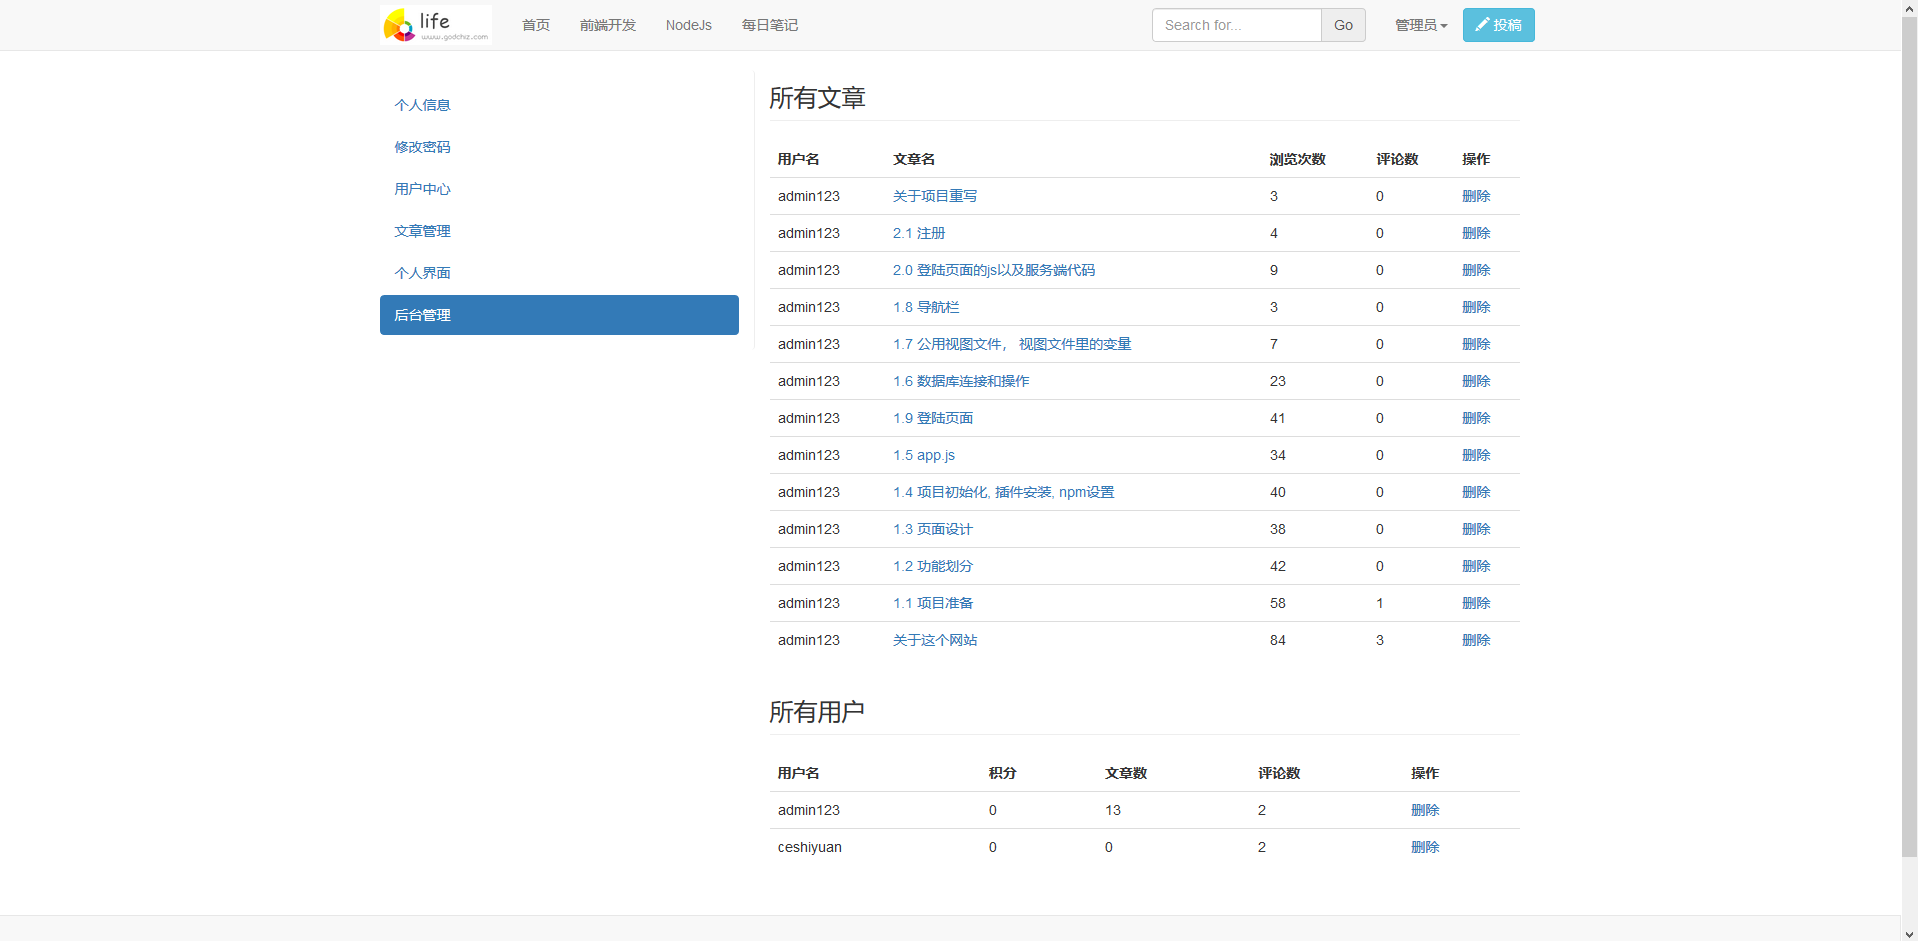 life
www.godchiz.com
首页 前端开发 NodeJs 每日笔记 Search for... Go 管理员 投稿
个人信息
修改密码
用户中心
文章管理
个人界面
后台管理
所有文章
用户名 文章名 浏览次数 评论数 操作
admin123 关于项目重写 3 0 删除
admin123 2.1 注册 4 0 删除
admin123 2.0 登陆页面的js以及服务端代码 9 0 删除
admin123 1.8 导航栏 3 0 删除
admin123 1.7 公用视图文件， 视图文件里的变量 7 0 删除
admin123 1.6 数据库连接和操作 23 0 删除
admin123 1.9 登陆页面 41 0 删除
admin123 1.5 app.js 34 0 删除
admin123 1.4 项目初始化, 插件安装, npm设置 40 0 删除
admin123 1.3 页面设计 38 0 删除
admin123 1.2 功能划分 42 0 删除
admin123 1.1 项目准备 58 1 删除
admin123 关于这个网站 84 3 删除
所有用户
用户名 积分 文章数 评论数 操作
admin123 0 13 2 删除
ceshiyuan 0 0 2 删除